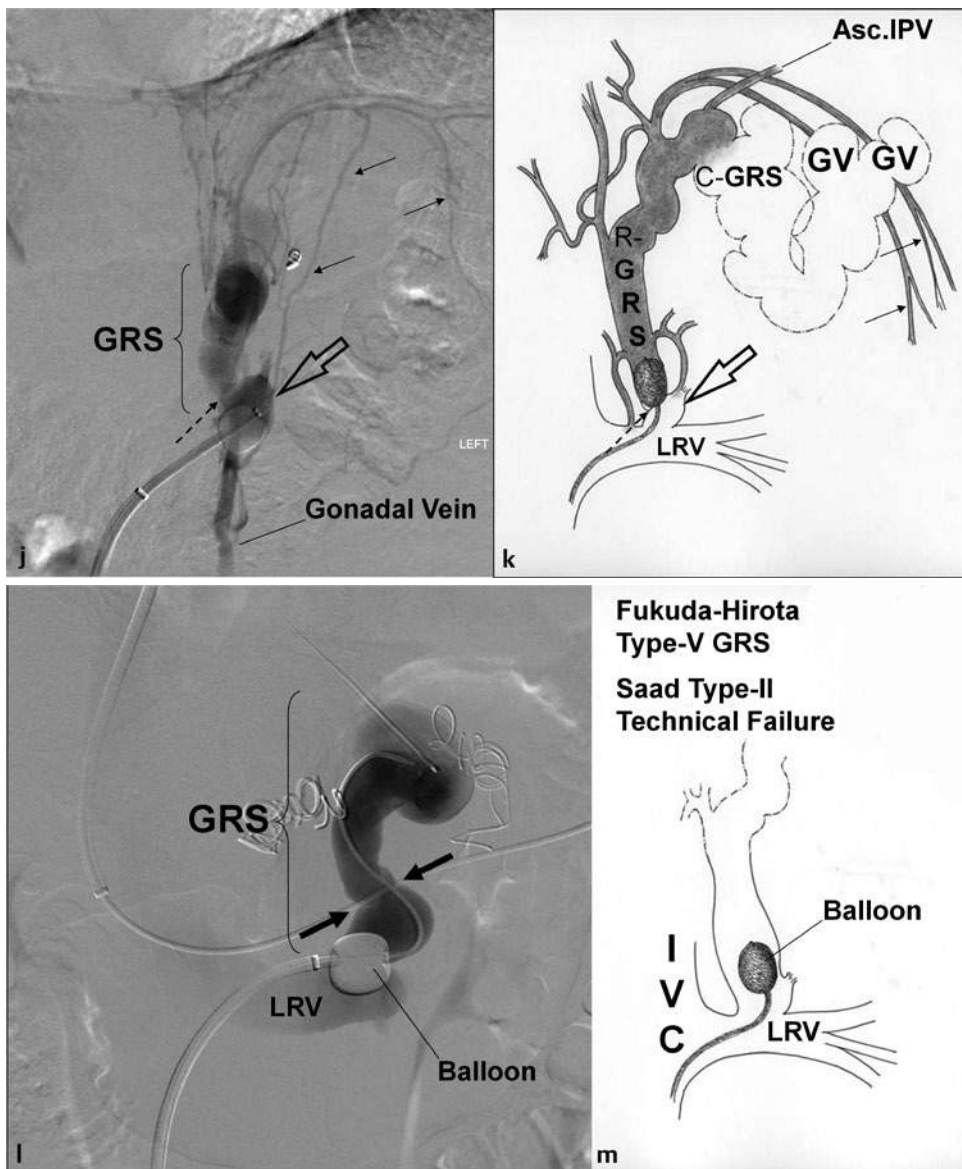 GRS
LEFT
Gonadal Vein
j
Asc.IPV
GV GV
C-GRS
R-
G
R
S
LRV
k
GRS
LRV
Balloon
l
Fukuda-Hirota
Type-V GRS
Saad Type-II
Technical Failure
Balloon
I
V
C
LRV
m